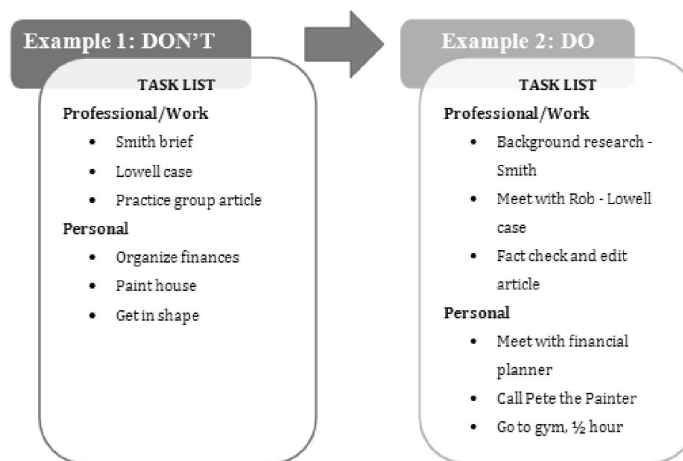 Example 1: DON'T
TASK LIST
Professional/Work
• Smith brief
• Lowell case
• Practice group article
Personal
• Organize finances
• Paint house
• Get in shape
Example 2: DO
TASK LIST
Professional/Work
• Background research -
Smith
• Meet with Rob - Lowell
case
• Fact check and edit
article
Personal
• Meet with financial
planner
• Call Pete the Painter
• Go to gym, ½ hour